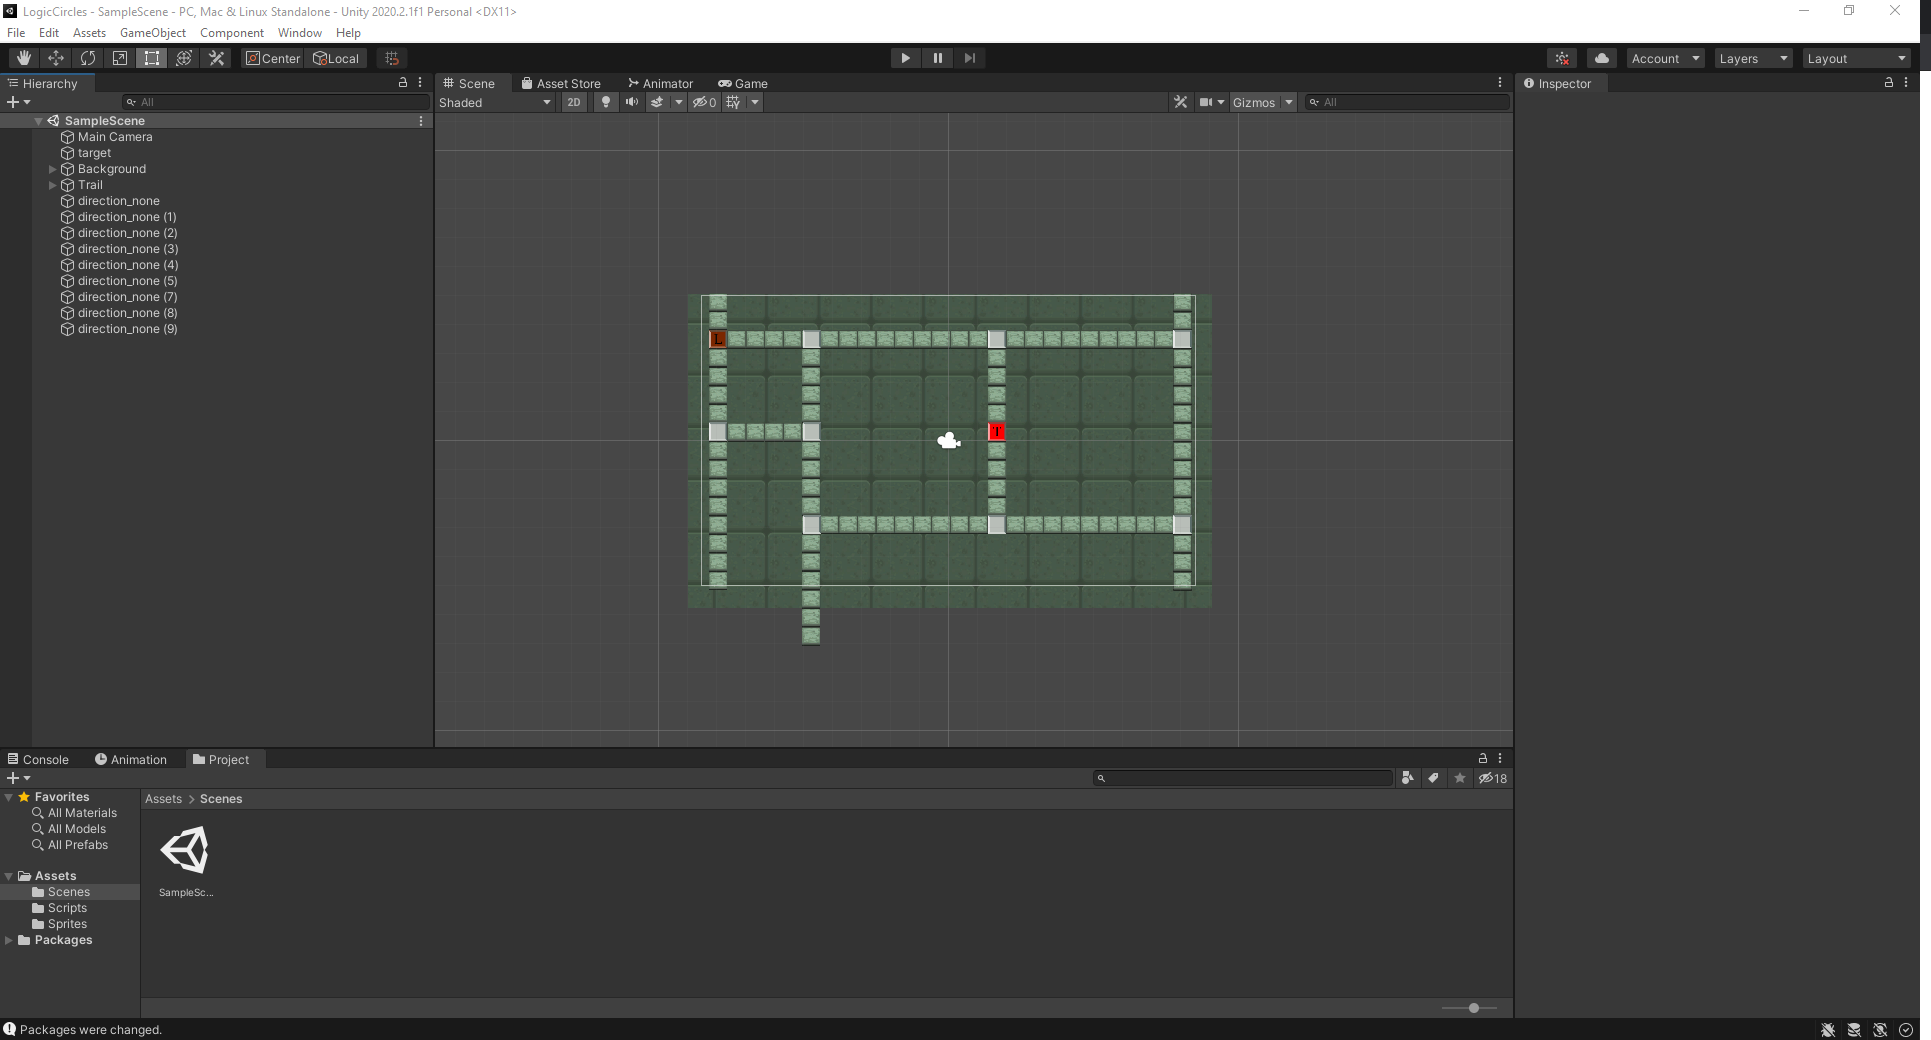 LogicCircles - SampleScene - PC, Mac & Linux Standalone - Unity 2020.2.1f1 Personal <DX11>
File Edit Assets GameObject Component Window Help
Center Local Account Layers Layout
Hierarchy
All
SampleScene
Main Camera
target
Background
Trail
direction_none
direction_none (1)
direction_none (2)
direction_none (3)
direction_none (4)
direction_none (5)
direction_none (7)
direction_none (8)
direction_none (9)
Scene Asset Store Animator Game
Shaded 2D 0 Gizmos All
L
T
Inspector
Console Animation Project
18
Favorites
All Materials
All Models
All Prefabs
Assets
Scenes
Scripts
Sprites
Packages
Assets > Scenes
SampleSc...
Packages were changed.